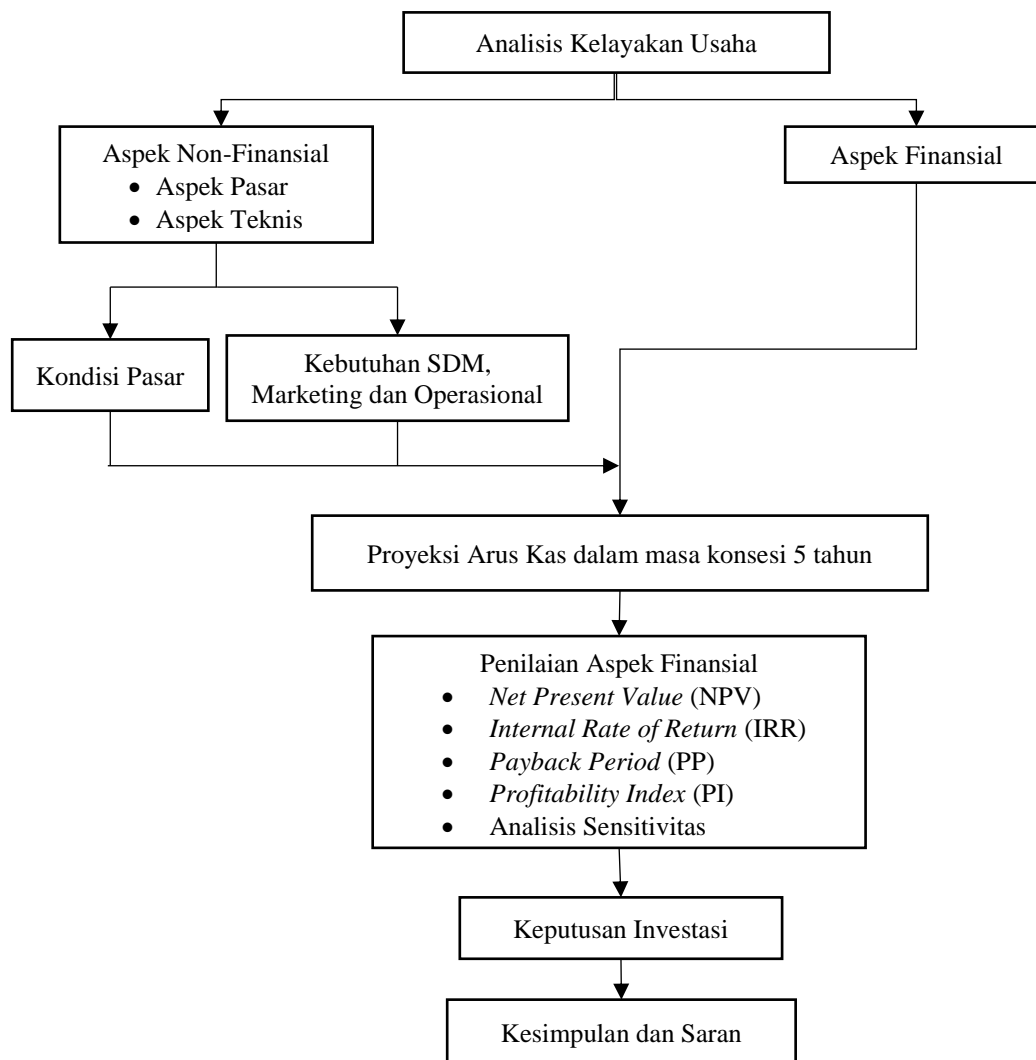 Analisis Kelayakan Usaha
Aspek Non-Finansial
• Aspek Pasar
• Aspek Teknis
Aspek Finansial
Kondisi Pasar
Kebutuhan SDM,
Marketing dan Operasional
Proyeksi Arus Kas dalam masa konsesi 5 tahun
Penilaian Aspek Finansial
• Net Present Value (NPV)
• Internal Rate of Return (IRR)
• Payback Period (PP)
• Profitability Index (PI)
• Analisis Sensitivitas
Keputusan Investasi
Kesimpulan dan Saran